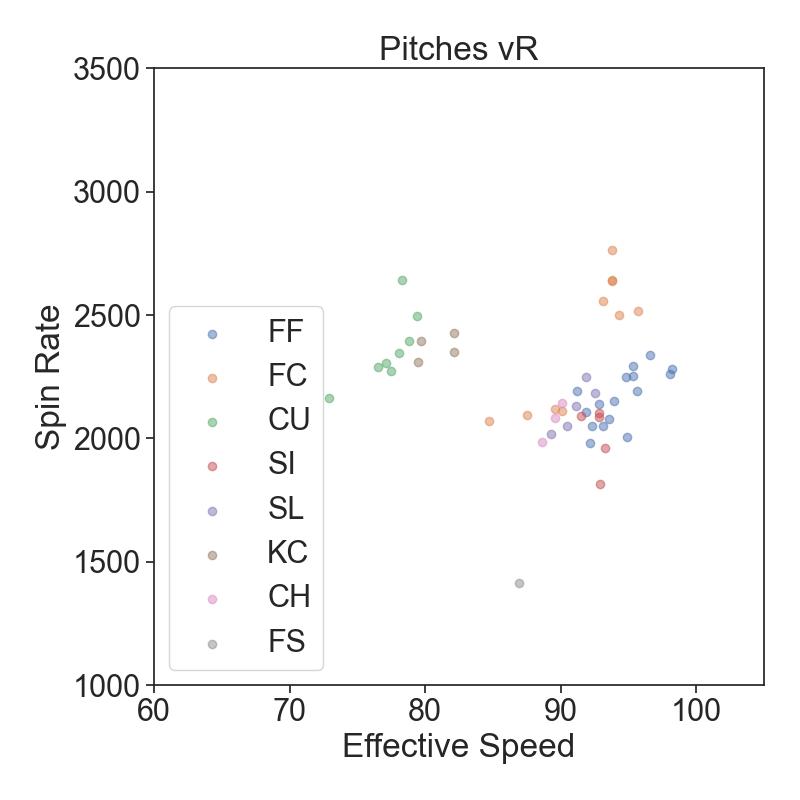 Pitches vR
3500
3000
2500
2000
1500
1000
Spin Rate
FF
FC
CU
SI
SL
KC
CH
FS
60 70 80 90 100
Effective Speed